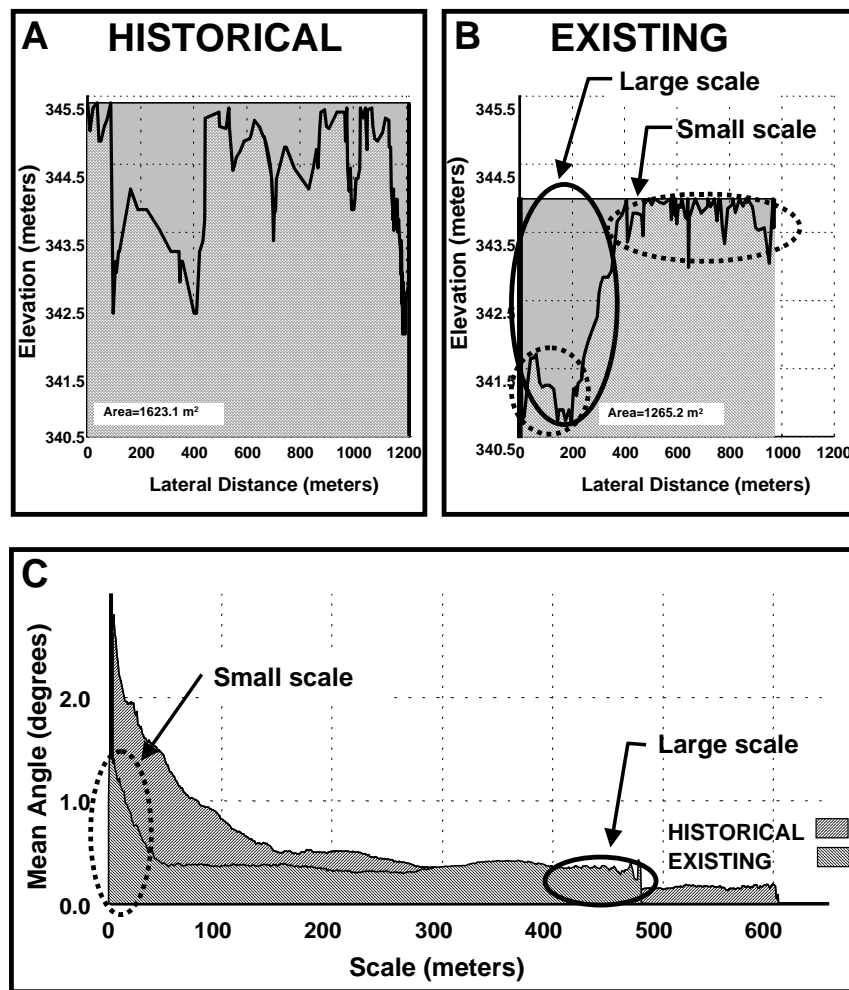 A HISTORICAL
345.5
344.5
343.5
342.5
341.5
340.5
Elevation (meters)
Area=1623.1 m²
0 200 400 600 800 1000 1200
Lateral Distance (meters)
B EXISTING
Large scale
Small scale
345.5
344.5
343.5
342.5
341.5
340.5
Elevation (meters)
Area=1265.2 m²
0 200 400 600 800 1000 1200
Lateral Distance (meters)
C
Small scale
Large scale
2.0
1.0
0.0
Mean Angle (degrees)
HISTORICAL
EXISTING
0 100 200 300 400 500 600
Scale (meters)